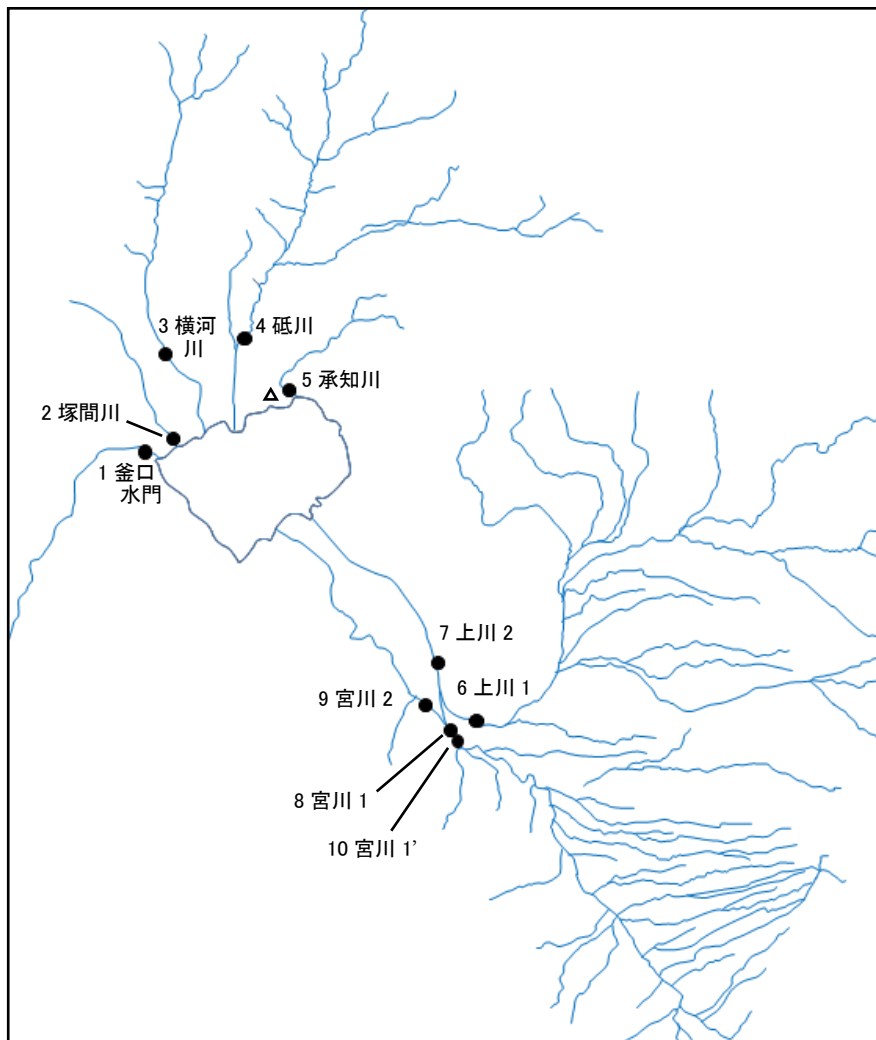 3 横河
川
4 砥川
5 承知川
2 塚間川
1 釜口
水門
7 上川 2
6 上川 1
9 宮川 2
8 宮川 1
10 宮川 1’